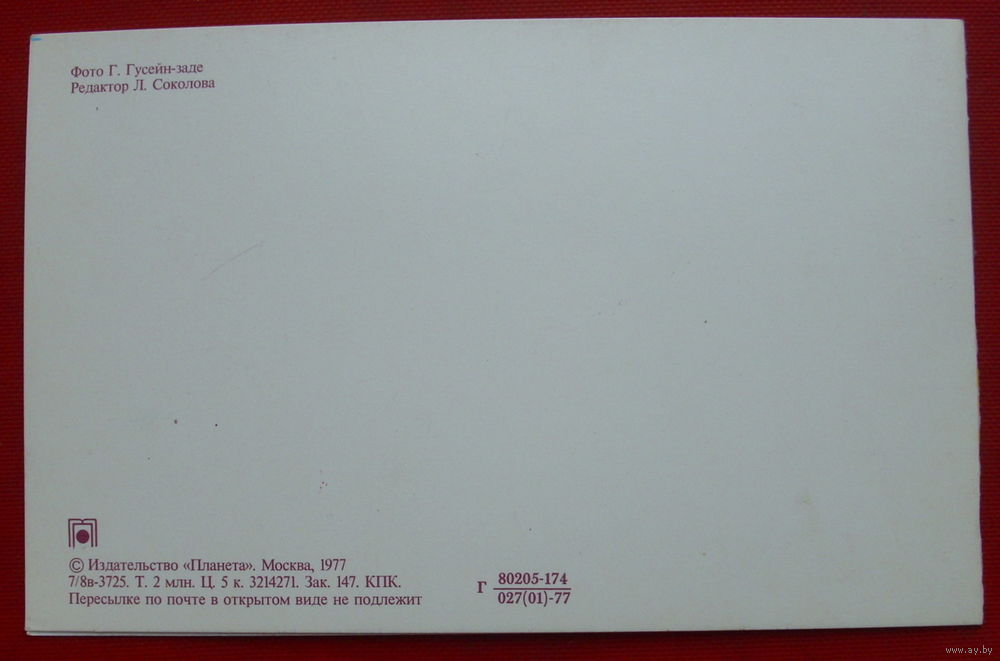 Фото Г. Гусейн-заде
Редактор Л. Соколова
© Издательство «Планета». Москва, 1977
7/8в-3725. Т. 2 млн. Ц. 5 к. 3214271. Зак. 147. КПК.
Пересылке по почте в открытом виде не подлежит
Г 80205-174
027(01)-77
www.ay.by